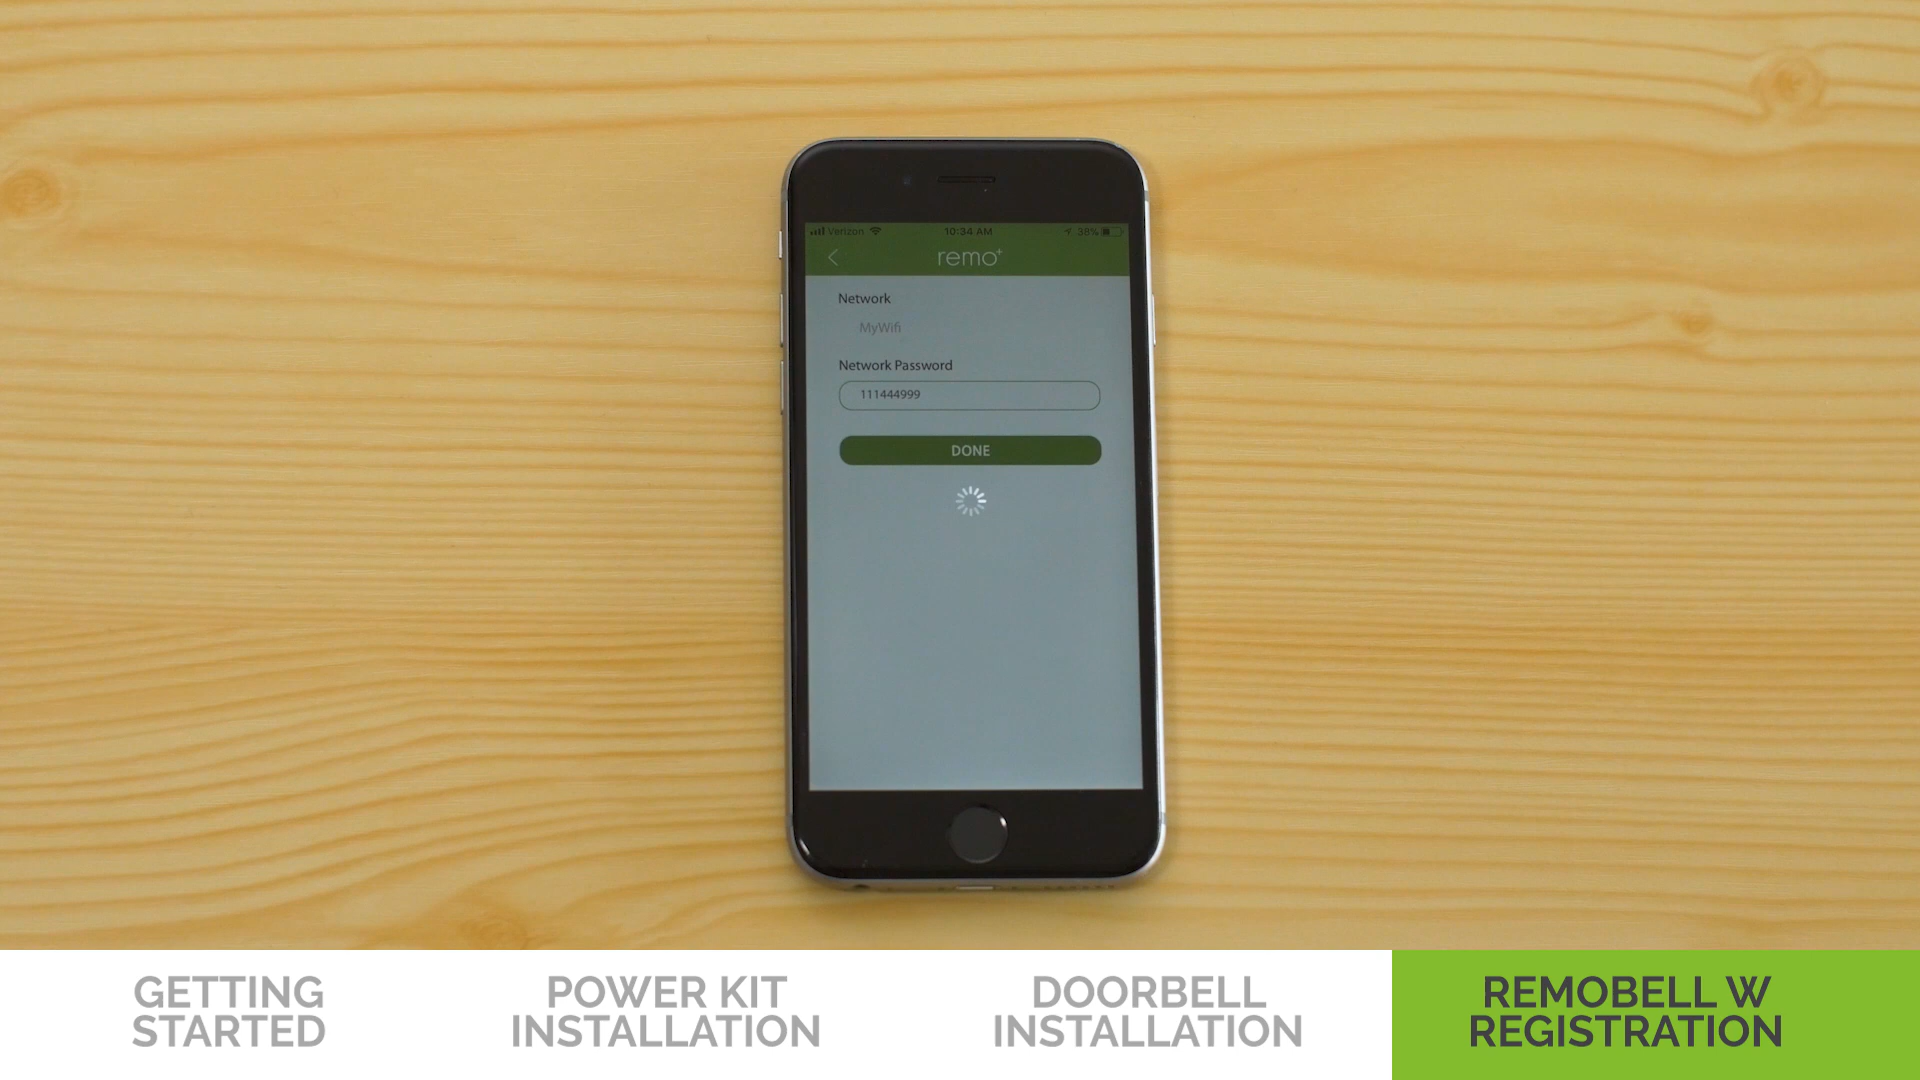 Verizon 10:34 AM 38%
remo+
Network
MyWifi
Network Password
111444999
DONE
GETTING
STARTED
POWER KIT
INSTALLATION
DOORBELL
INSTALLATION
REMOBELL W
REGISTRATION